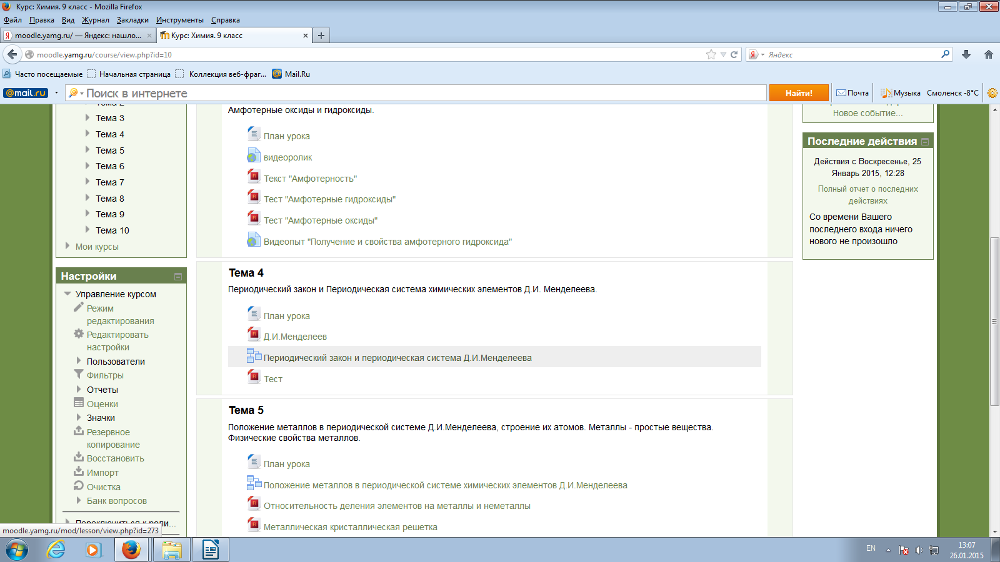 Курс: Химия. 9 класс - Mozilla Firefox
Файл Правка Вид Журнал Закладки Инструменты Справка
moodle.yamg.ru/ — Яндекс: нашло...
Курс: Химия. 9 класс
moodle.yamg.ru/course/view.php?id=10
Яндекс
Часто посещаемые
Начальная страница
Коллекция веб-фраг...
Mail.Ru
@mail.ru
Поиск в интернете
Найти!
Почта
Музыка
Смоленск -8°C
Тема 3
Тема 4
Тема 5
Тема 6
Тема 7
Тема 8
Тема 9
Тема 10
Мои курсы
Настройки
Управление курсом
Режим
редактирования
Редактировать
настройки
Пользователи
Фильтры
Отчеты
Оценки
Значки
Резервное
копирование
Восстановить
Импорт
Очистка
Банк вопросов
moodle.yamg.ru/mod/lesson/view.php?id=273
Амфотерные оксиды и гидроксиды.
План урока
видеоролик
Текст "Амфотерность"
Тест "Амфотерные гидроксиды"
Тест "Амфотерные оксиды"
Видеопыт "Получение и свойства амфотерного гидроксида"
Тема 4
Периодический закон и Периодическая система химических элементов Д.И. Менделеева.
План урока
Д.И.Менделеев
Периодический закон и периодическая система Д.И.Менделеева
Тест
Тема 5
Положение металлов в периодической системе Д.И.Менделеева, строение их атомов. Металлы - простые вещества.
Физические свойства металлов.
План урока
Положение металлов в периодической системе химических элементов Д.И.Менделеева
Относительность деления элементов на металлы и неметаллы
Металлическая кристаллическая решетка
Новое событие...
Последние действия
Действия с Воскресенье, 25
Январь 2015, 12:28
Полный отчет о последних
действиях
Со времени Вашего
последнего входа ничего
нового не произошло
EN
13:07
26.01.2015